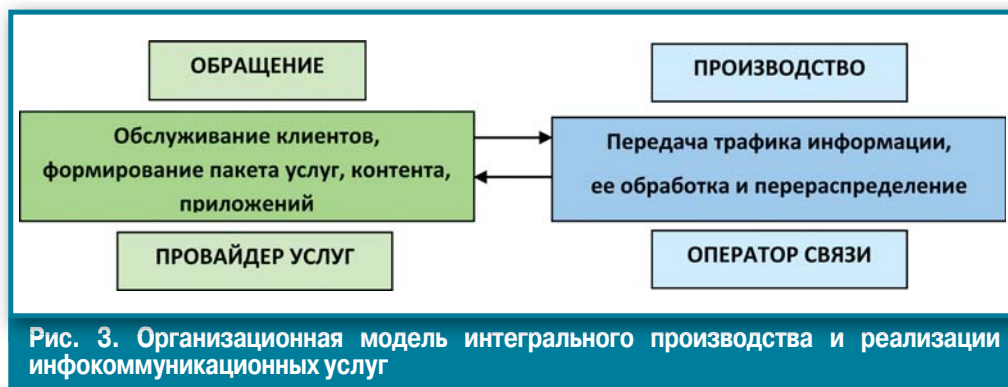 ОБРАЩЕНИЕ
Обслуживание клиентов,
формирование пакета услуг, контента,
приложений
ПРОВАЙДЕР УСЛУГ
ПРОИЗВОДСТВО
Передача трафика информации,
ее обработка и перераспределение
ОПЕРАТОР СВЯЗИ
Рис. 3. Организационная модель интегрального производства и реализации
инфокоммуникационных услуг